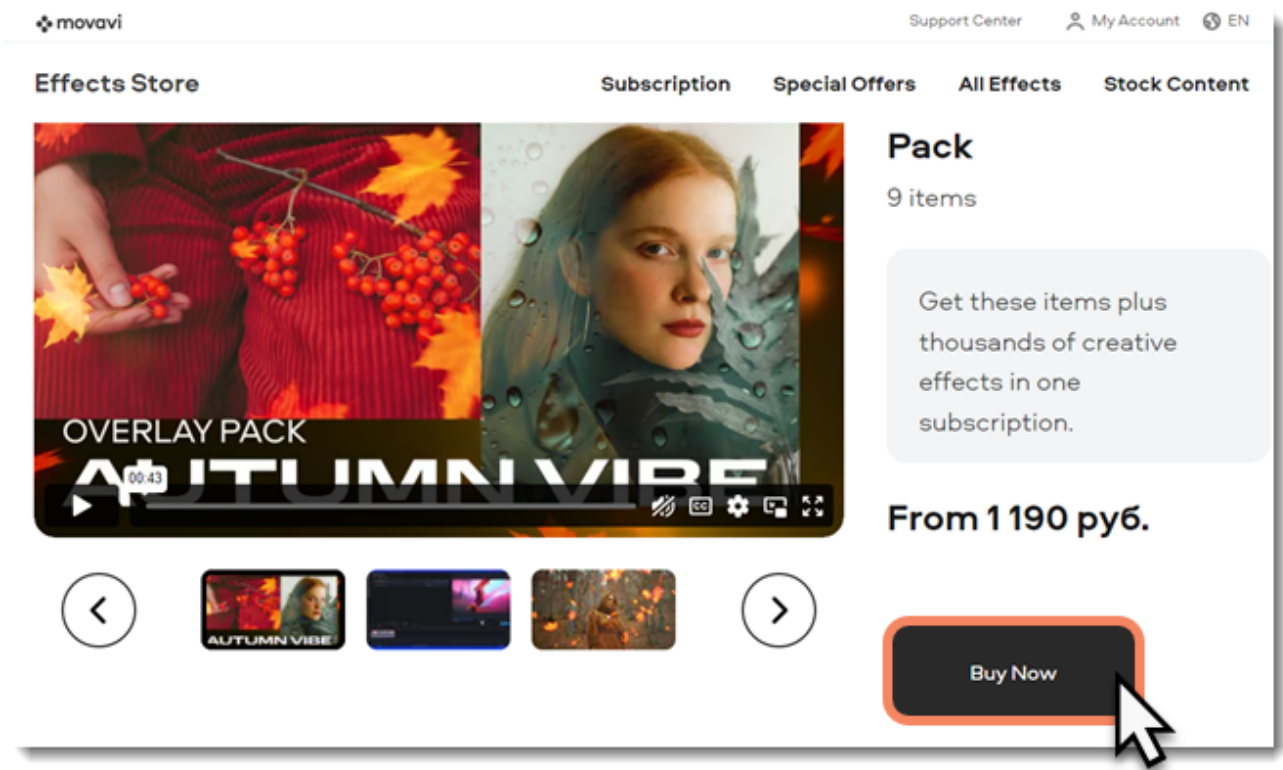 movavi
Support Center
My Account
EN
Effects Store
Subscription
Special Offers
All Effects
Stock Content
Pack
9 items
Get these items plus
thousands of creative
effects in one
subscription.
OVERLAY PACK
AUTUMN VIBE
00:43
CC
From 1 190 руб.
AUTUMN VIBE
Buy Now